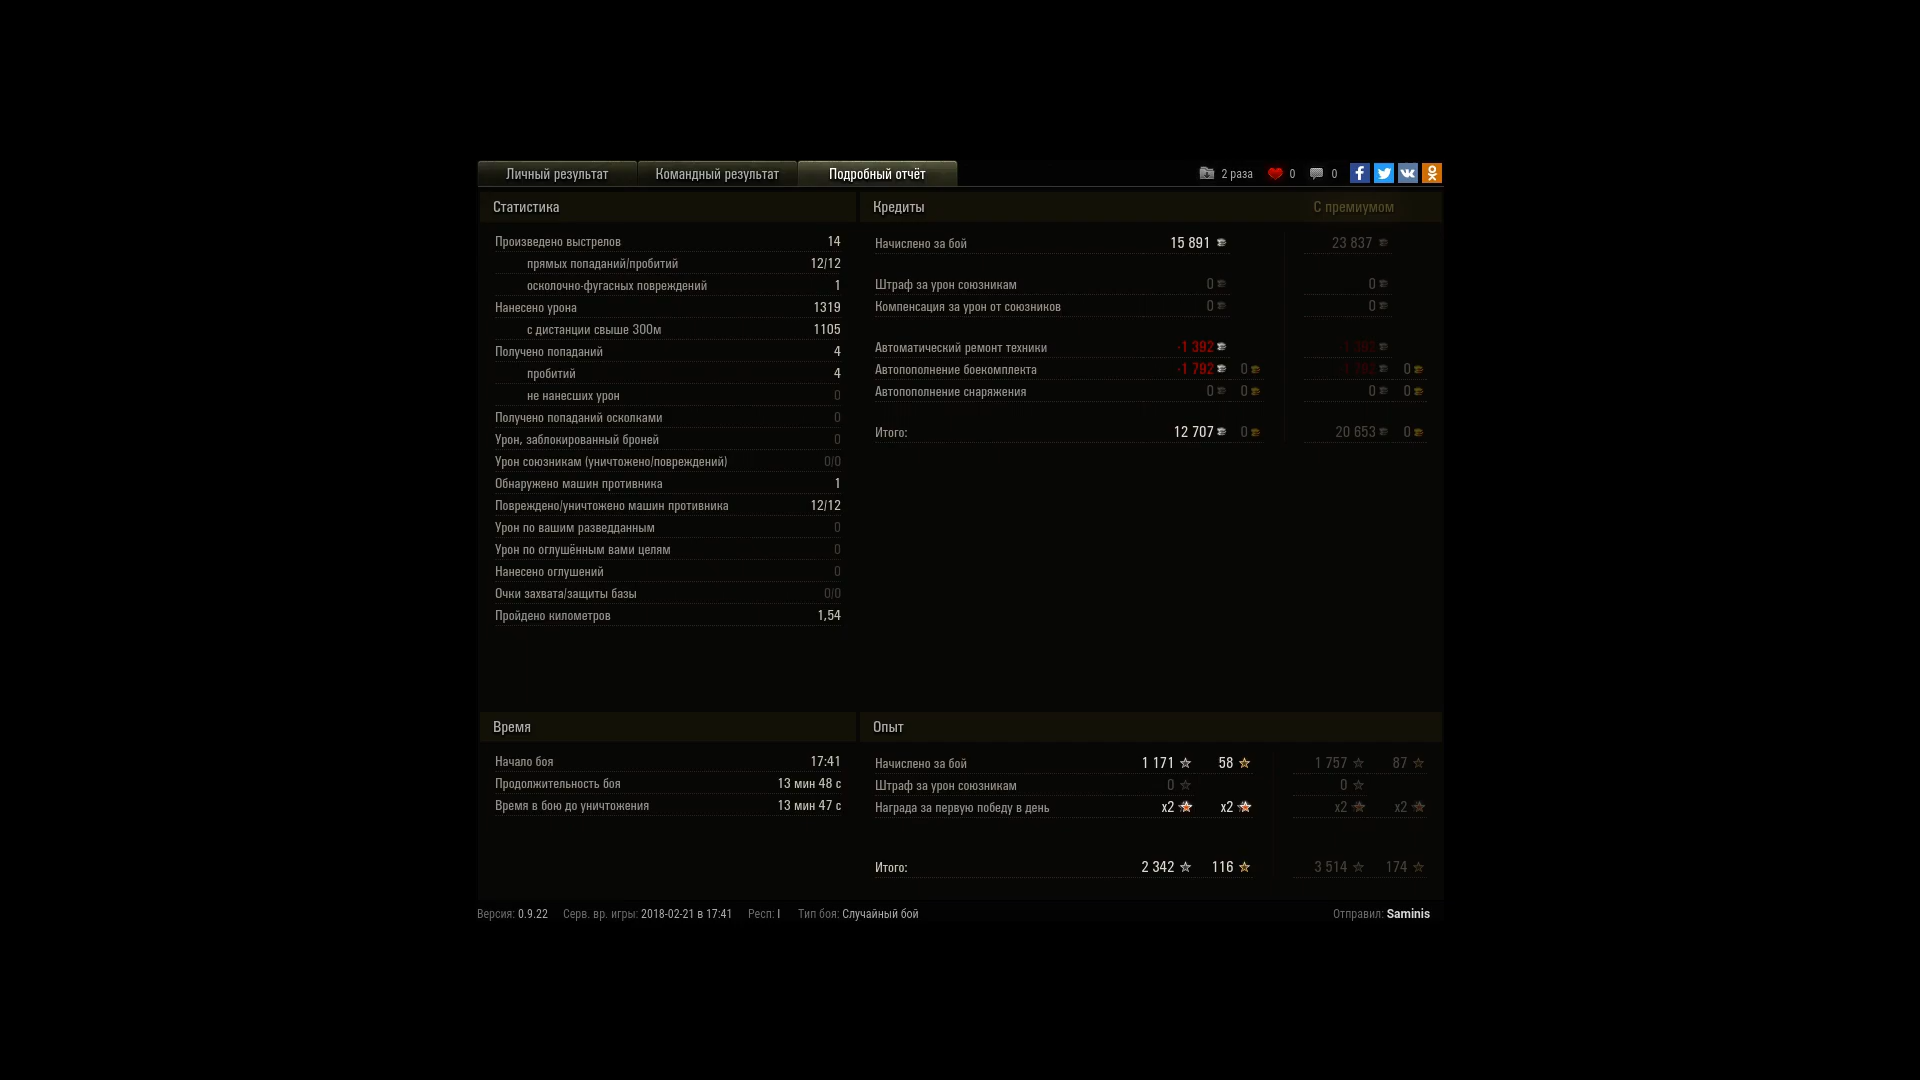 Личный результат Командный результат Подробный отчёт 2 раза 0 0
Статистика
Произведено выстрелов 14
прямых попаданий/пробитий 12/12
осколочно-фугасных повреждений 1
Нанесено урона 1319
с дистанции свыше 300м 1105
Получено попаданий 4
пробитий 4
не нанесших урон 0
Получено попаданий осколками 0
Урон, заблокированный броней 0
Урон союзникам (уничтожено/повреждений) 0/0
Обнаружено машин противника 1
Повреждено/уничтожено машин противника 12/12
Урон по вашим разведданным 0
Урон по оглушённым вами целям 0
Нанесено оглушений 0
Очки захвата/защиты базы 0/0
Пройдено километров 1,54
Кредиты С премиумом
Начислено за бой 15 891 23 837
Штраф за урон союзникам 0 0
Компенсация за урон от союзников 0 0
Автоматический ремонт техники -1 392 -1 392
Автопополнение боекомплекта -1 792 0 -1 792 0
Автопополнение снаряжения 0 0 0 0
Итого: 12 707 0 20 653 0
Время
Начало боя 17:41
Продолжительность боя 13 мин 48 с
Время в бою до уничтожения 13 мин 47 с
Опыт
Начислено за бой 1 171 58 1 757 87
Штраф за урон союзникам 0 0
Награда за первую победу в день x2 x2 x2 x2
Итого: 2 342 116 3 514 174
Версия: 0.9.22 Серв. вр. игры: 2018-02-21 в 17:41 Респ: I Тип боя: Случайный бой Отправил: Saminis